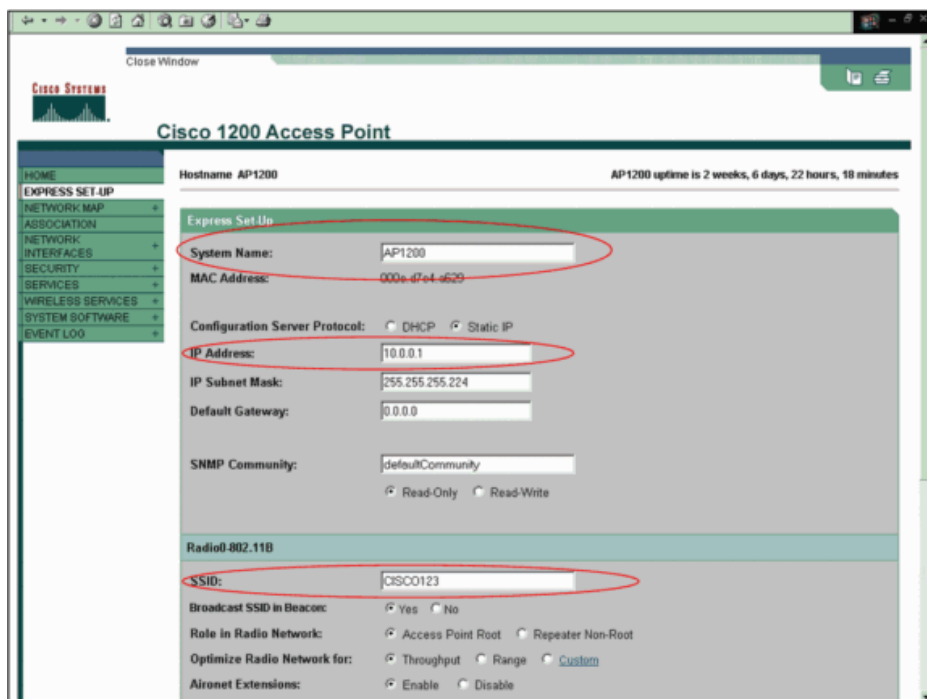 Close Window
CISCO SYSTEMS
Cisco 1200 Access Point
HOME
EXPRESS SET-UP
NETWORK MAP
ASSOCIATION
NETWORK
INTERFACES
SECURITY
SERVICES
WIRELESS SERVICES
SYSTEM SOFTWARE
EVENT LOG
Hostname AP1200 AP1200 uptime is 2 weeks, 6 days, 22 hours, 18 minutes
Express Set-Up
System Name: AP1200
MAC Address:
Configuration Server Protocol: DHCP Static IP
IP Address: 10.0.0.1
IP Subnet Mask: 255.255.255.224
Default Gateway: 0.0.0.0
SNMP Community: defaultCommunity
Read-Only Read-Write
Radio0-802.11B
SSID: CISCO123
Broadcast SSID in Beacon: Yes No
Role in Radio Network: Access Point Root Repeater Non-Root
Optimize Radio Network for: Throughput Range Custom
Aironet Extensions: Enable Disable